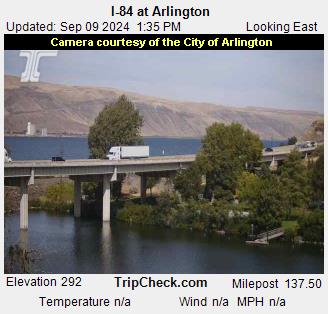 I-84 at Arlington
Updated: Sep 09 2024 1:35 PM Looking East
Camera courtesy of the City of Arlington
Elevation 292 TripCheck.com Milepost 137.50
Temperature n/a Wind n/a MPH n/a